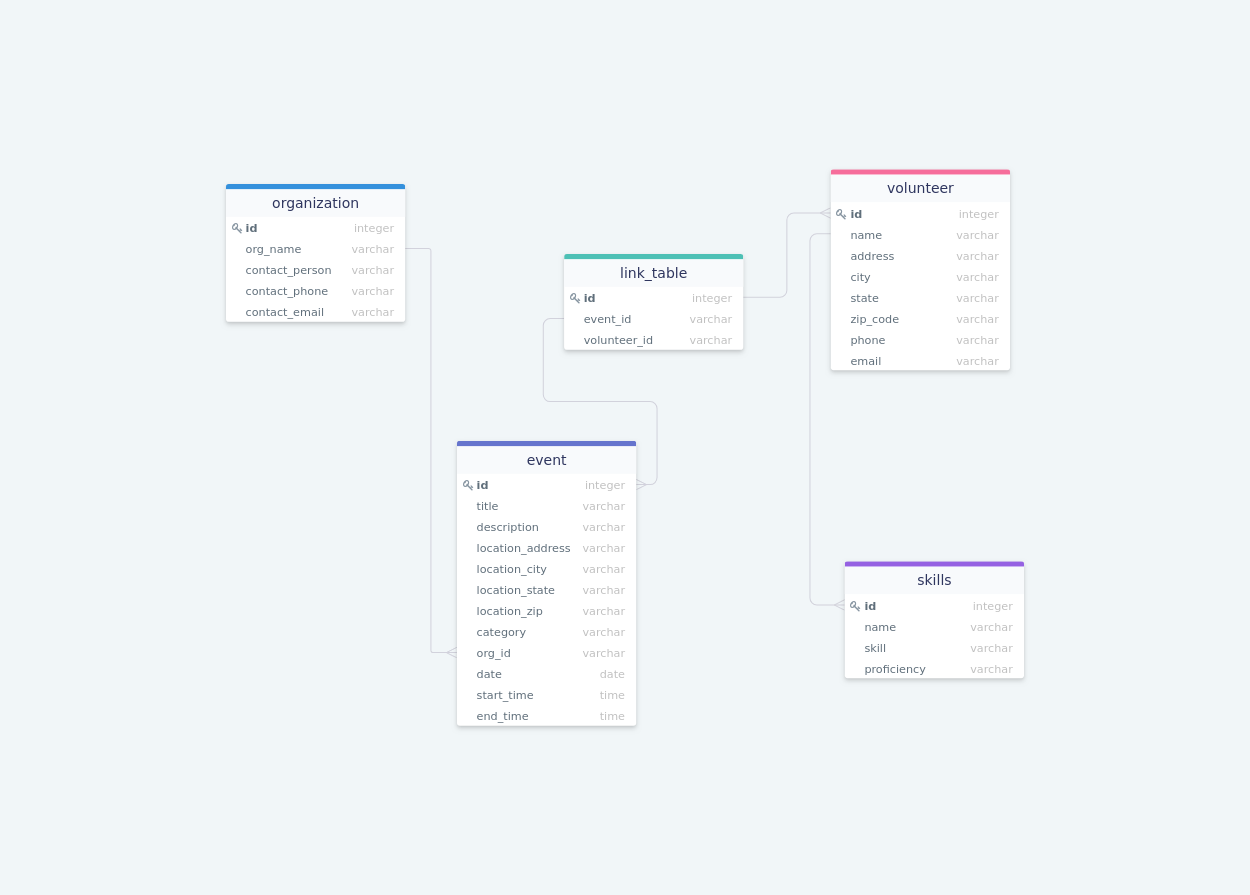 organization
id integer
org_name varchar
contact_person varchar
contact_phone varchar
contact_email varchar
link_table
id integer
event_id varchar
volunteer_id varchar
volunteer
id integer
name varchar
address varchar
city varchar
state varchar
zip_code varchar
phone varchar
email varchar
event
id integer
title varchar
description varchar
location_address varchar
location_city varchar
location_state varchar
location_zip varchar
category varchar
org_id varchar
date date
start_time time
end_time time
skills
id integer
name varchar
skill varchar
proficiency varchar